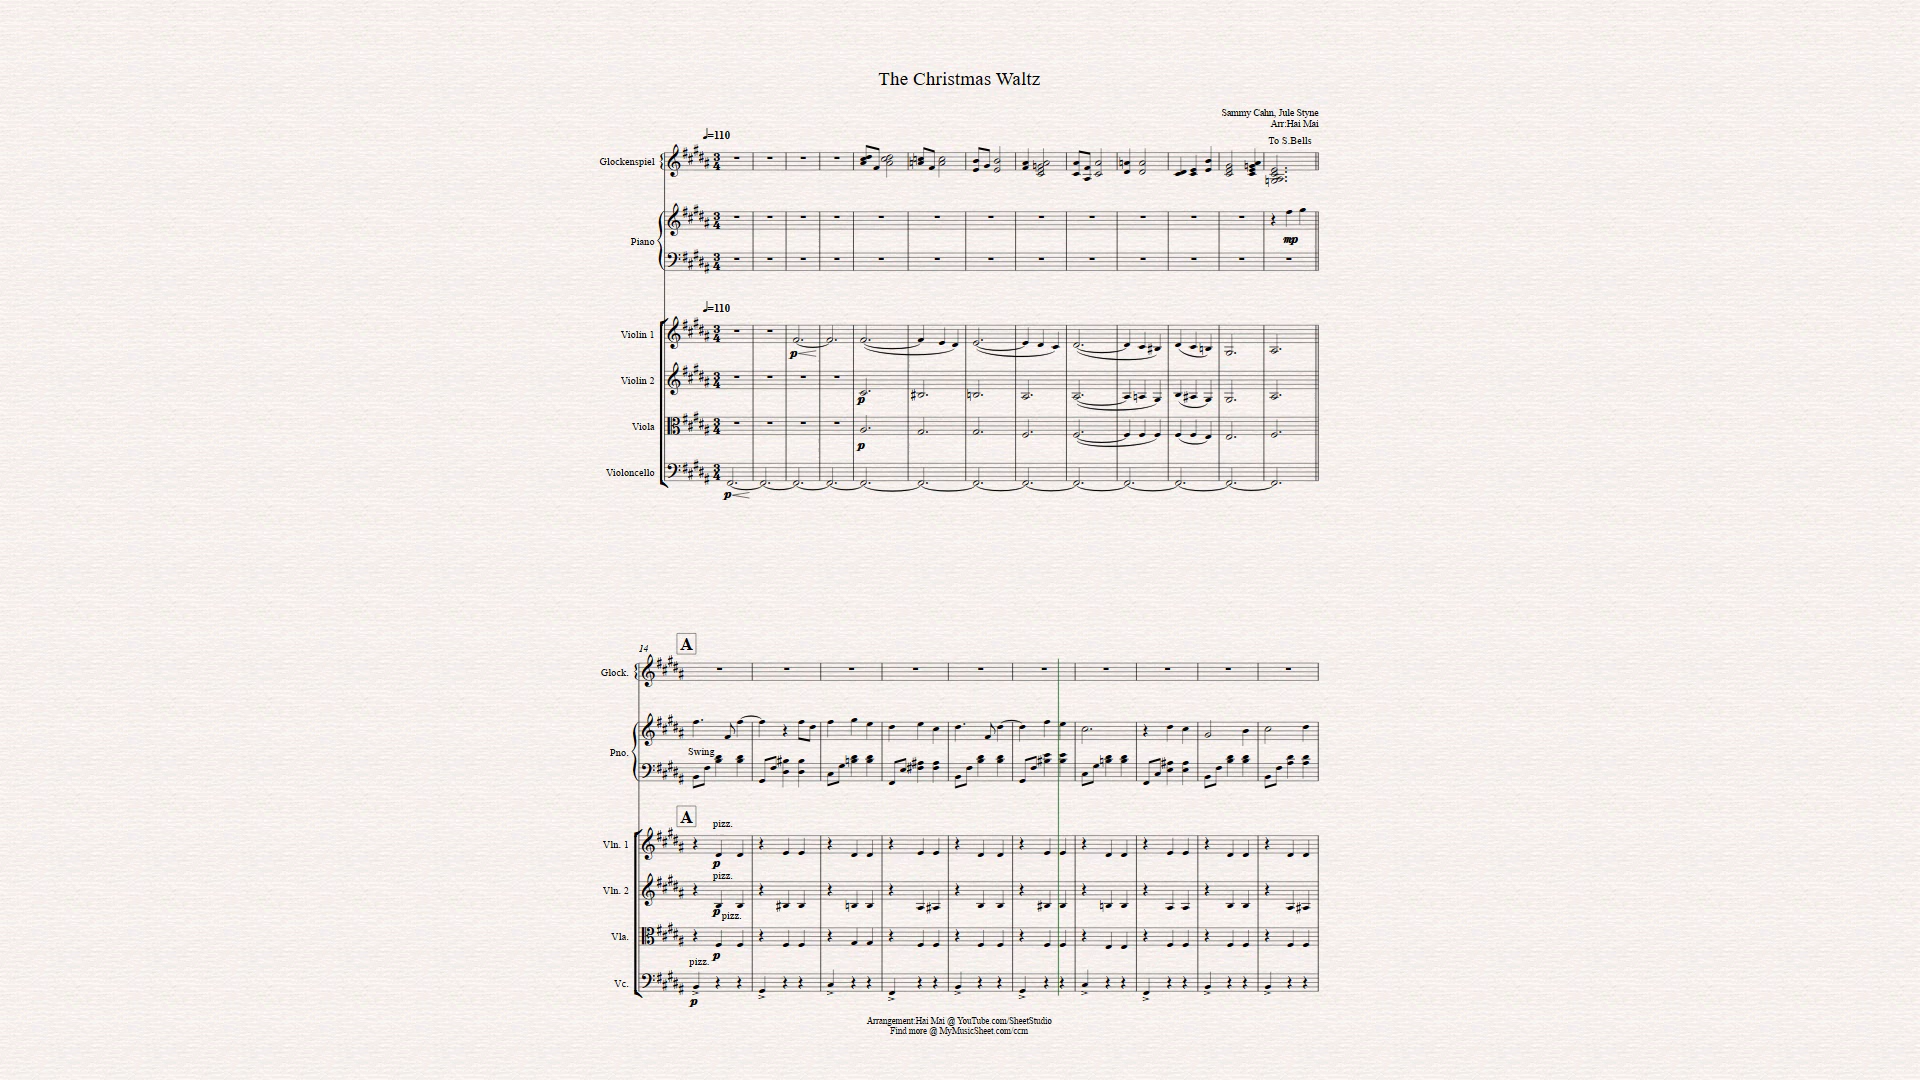 The Christmas Waltz
Sammy Cahn, Jule Styne
Arr:Hai Mai
=110
To S.Bells
Glockenspiel
Piano
mp
=110
Violin 1
p
Violin 2
p
Viola
p
Violoncello
p
14
A
Glock.
Pno.
Swing
A
pizz.
Vln. 1
p
pizz.
Vln. 2
p
pizz.
Vla.
p
pizz.
Vc.
p
Arrangement:Hai Mai @ YouTube.com/SheetStudio
Find more @ MyMusicSheet.com/ccm